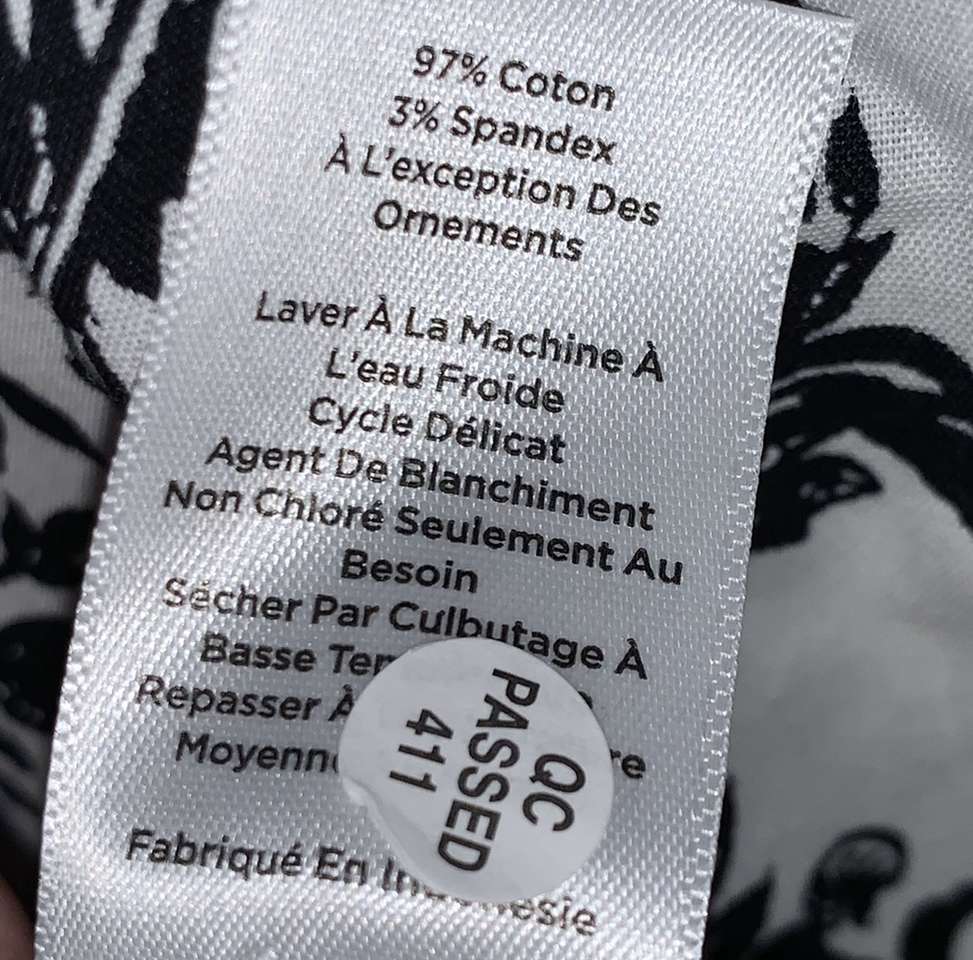 97% Coton
3% Spandex
À L'exception Des
Ornements
Laver À La Machine À
L'eau Froide
Cycle Délicat
Agent De Blanchiment
Non Chloré Seulement Au
Besoin
Sécher Par Culbutage À
Basse
Repasser À
Fabriqué En
QC
PASSED
411